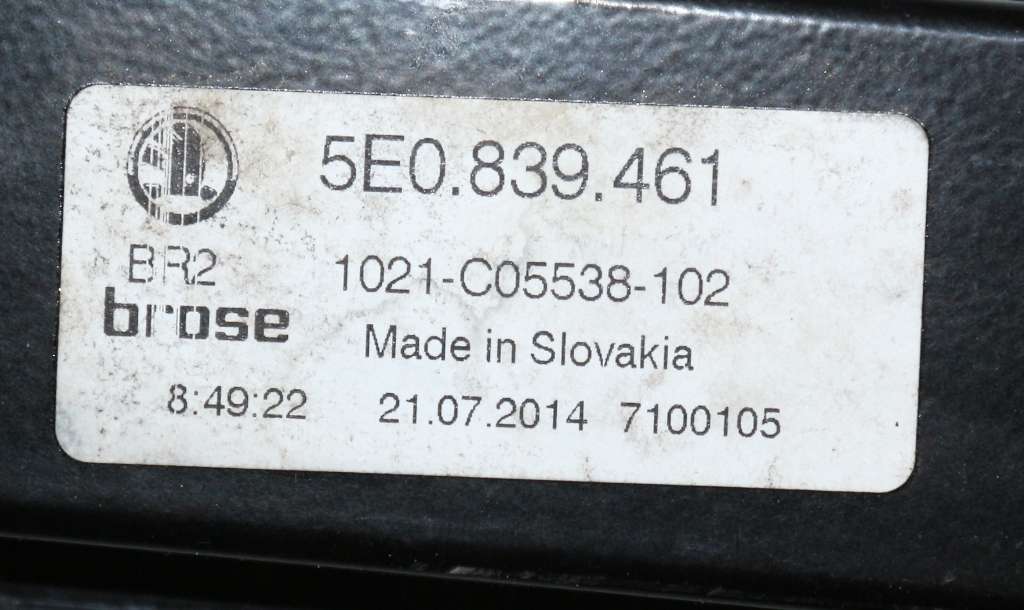 5E0.839.461
BR2 1021-C05538-102
brose
Made in Slovakia
8:49:22 21.07.2014 7100105